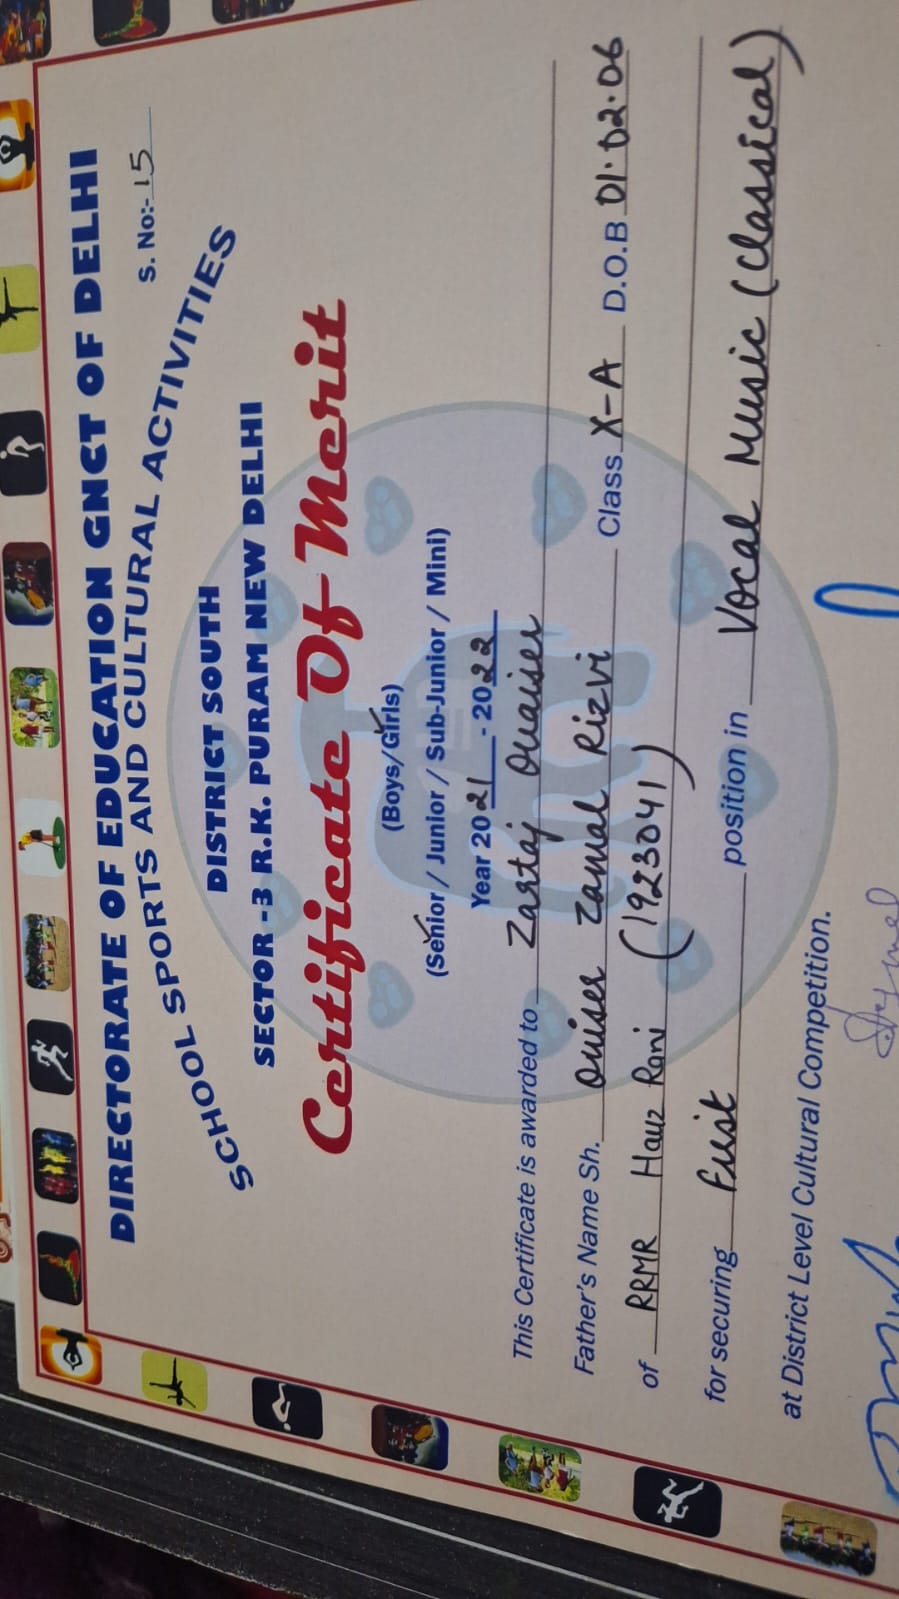 DIRECTORATE OF EDUCATION GNCT OF DELHI
S. No:- 15
SCHOOL SPORTS AND CULTURAL ACTIVITIES
DISTRICT SOUTH
SECTOR -3 R.K. PURAM NEW DELHI
Certificate Of Merit
(Boys/Girls)
(Senior / Junior / Sub-Junior / Mini)
Year 2021 - 2022
This Certificate is awarded to Zartaj Quaiser
Father's Name Sh. Quiser Zamal Rizvi Class X-A D.O.B 01.02.06
of RRMR Hauz Rani (1923041)
for securing First position in Vocal Music (Classical)
at District Level Cultural Competition.